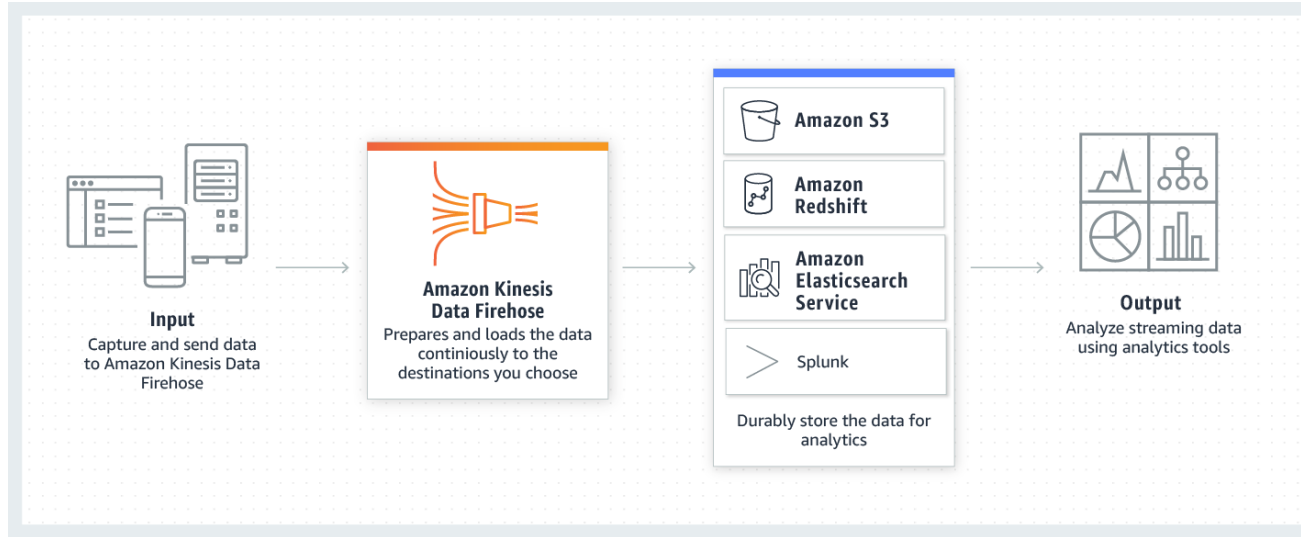 Input
Capture and send data
to Amazon Kinesis Data
Firehose
Amazon Kinesis
Data Firehose
Prepares and loads the data
continiously to the
destinations you choose
Amazon S3
Amazon
Redshift
Amazon
Elasticsearch
Service
Splunk
Durably store the data for
analytics
Output
Analyze streaming data
using analytics tools